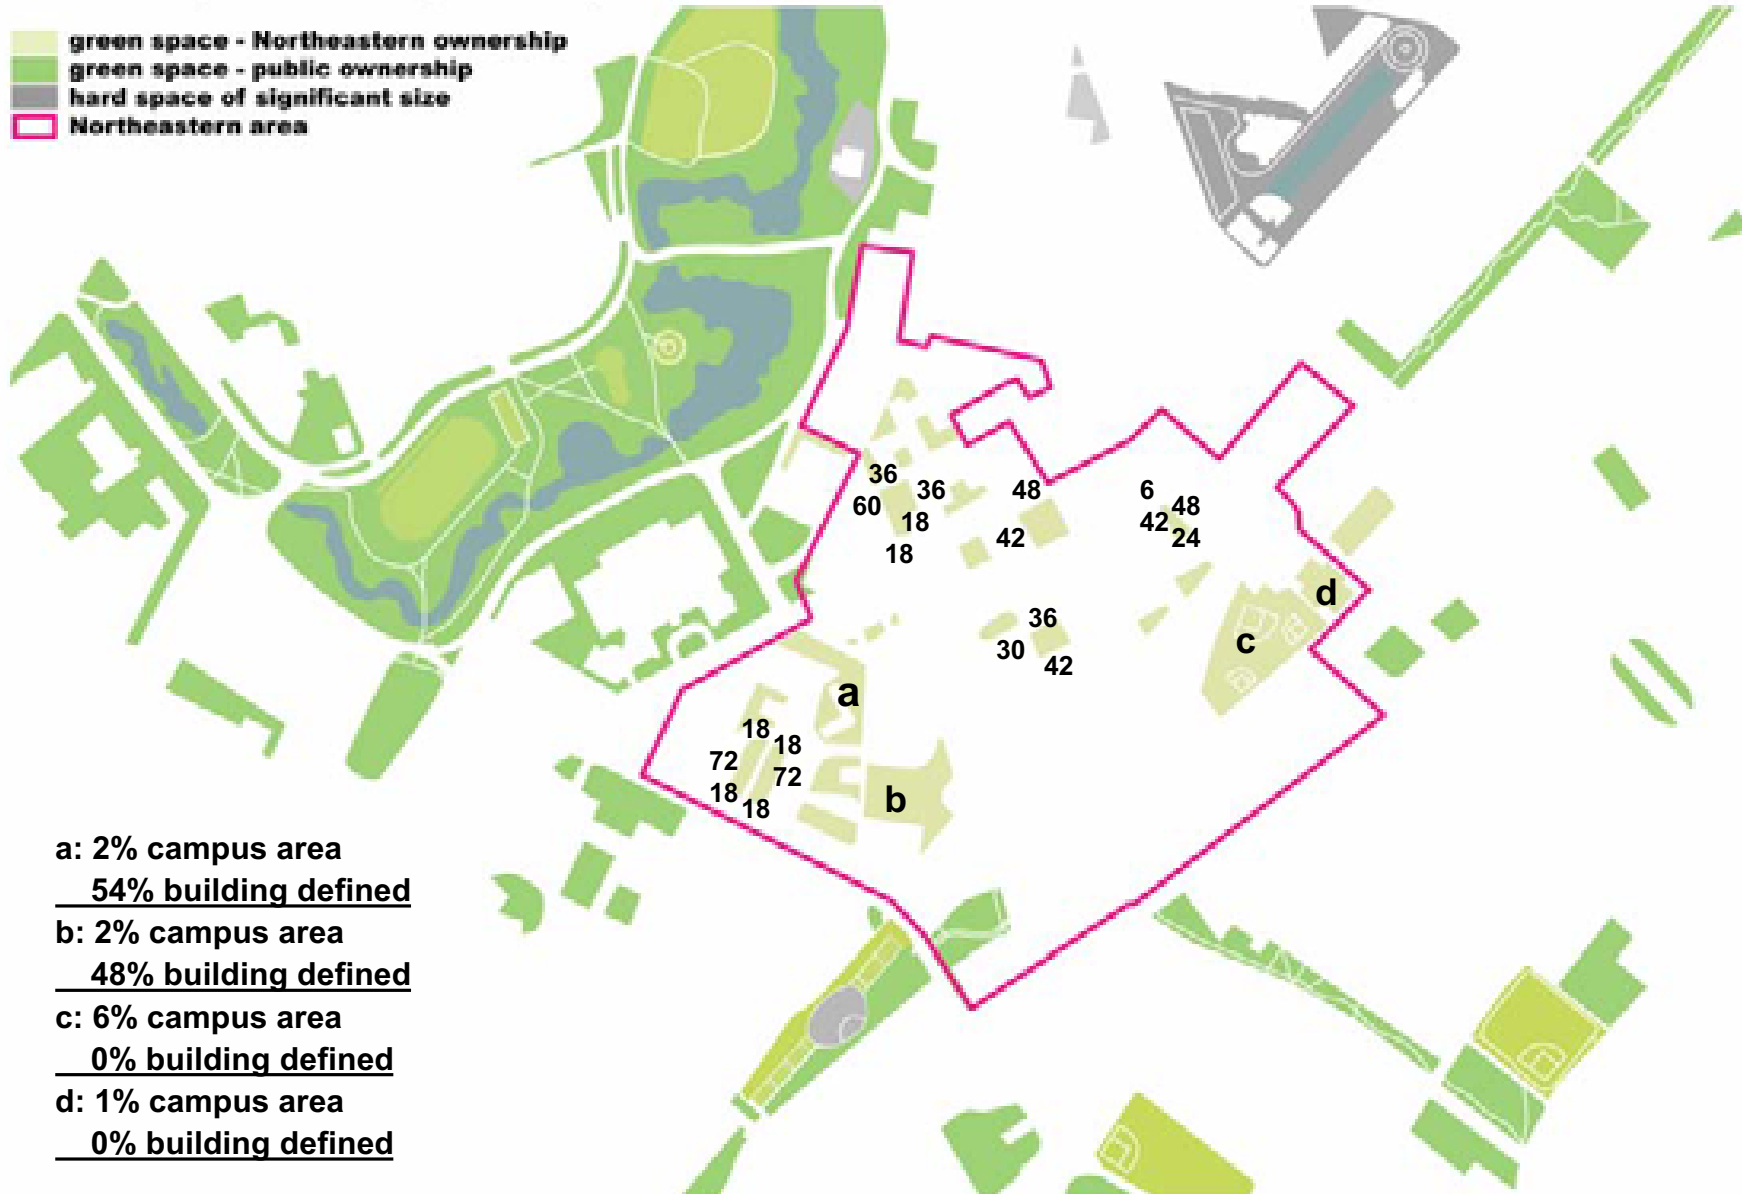 green space - Northeastern ownership
green space - public ownership
hard space of significant size
Northeastern area
36
36
60
18
18
48
42
6
48
42
24
36
30
42
d
c
a
18
18
72
72
18
18
b
a: 2% campus area
54% building defined
b: 2% campus area
48% building defined
c: 6% campus area
0% building defined
d: 1% campus area
0% building defined